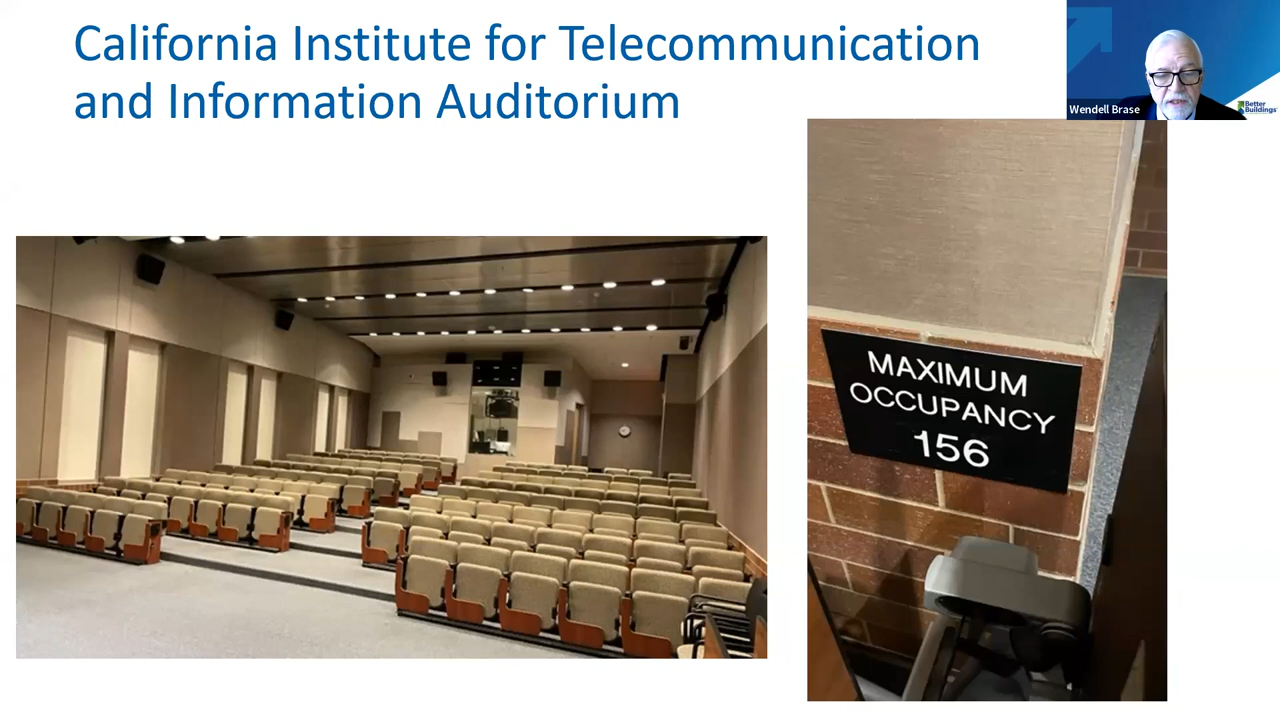 California Institute for Telecommunication
and Information Auditorium
Wendell Brase
Better
Buildings
MAXIMUM
OCCUPANCY
156